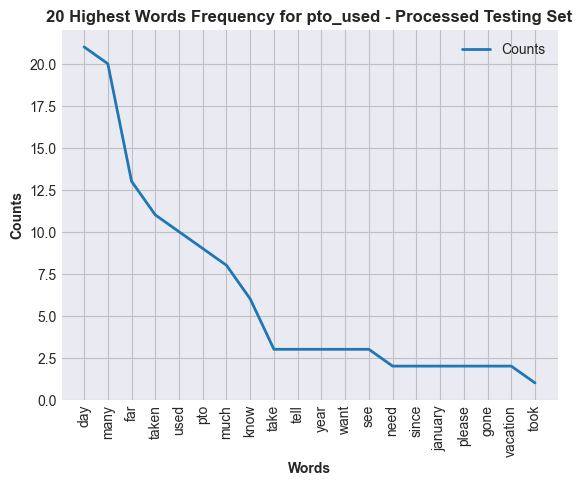 20 Highest Words Frequency for pto_used - Processed Testing Set
Counts
20.0
17.5
15.0
12.5
10.0
7.5
5.0
2.5
0.0
Counts
day
many
far
taken
used
pto
much
know
take
tell
year
want
see
need
since
january
please
gone
vacation
took
Words